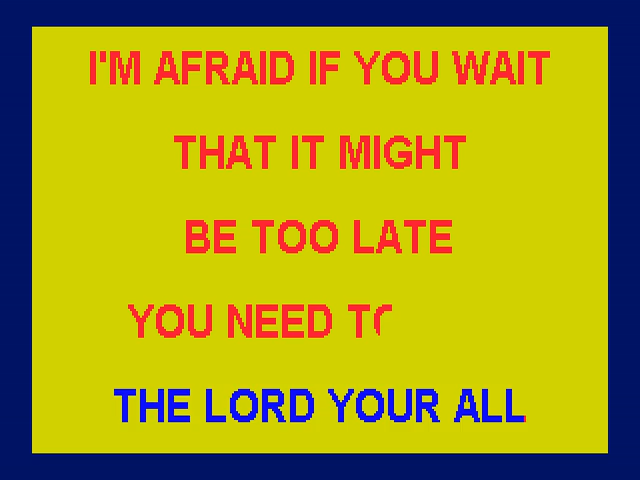 I'M AFRAID IF YOU WAIT
THAT IT MIGHT
BE TOO LATE
YOU NEED TO
THE LORD YOUR ALL